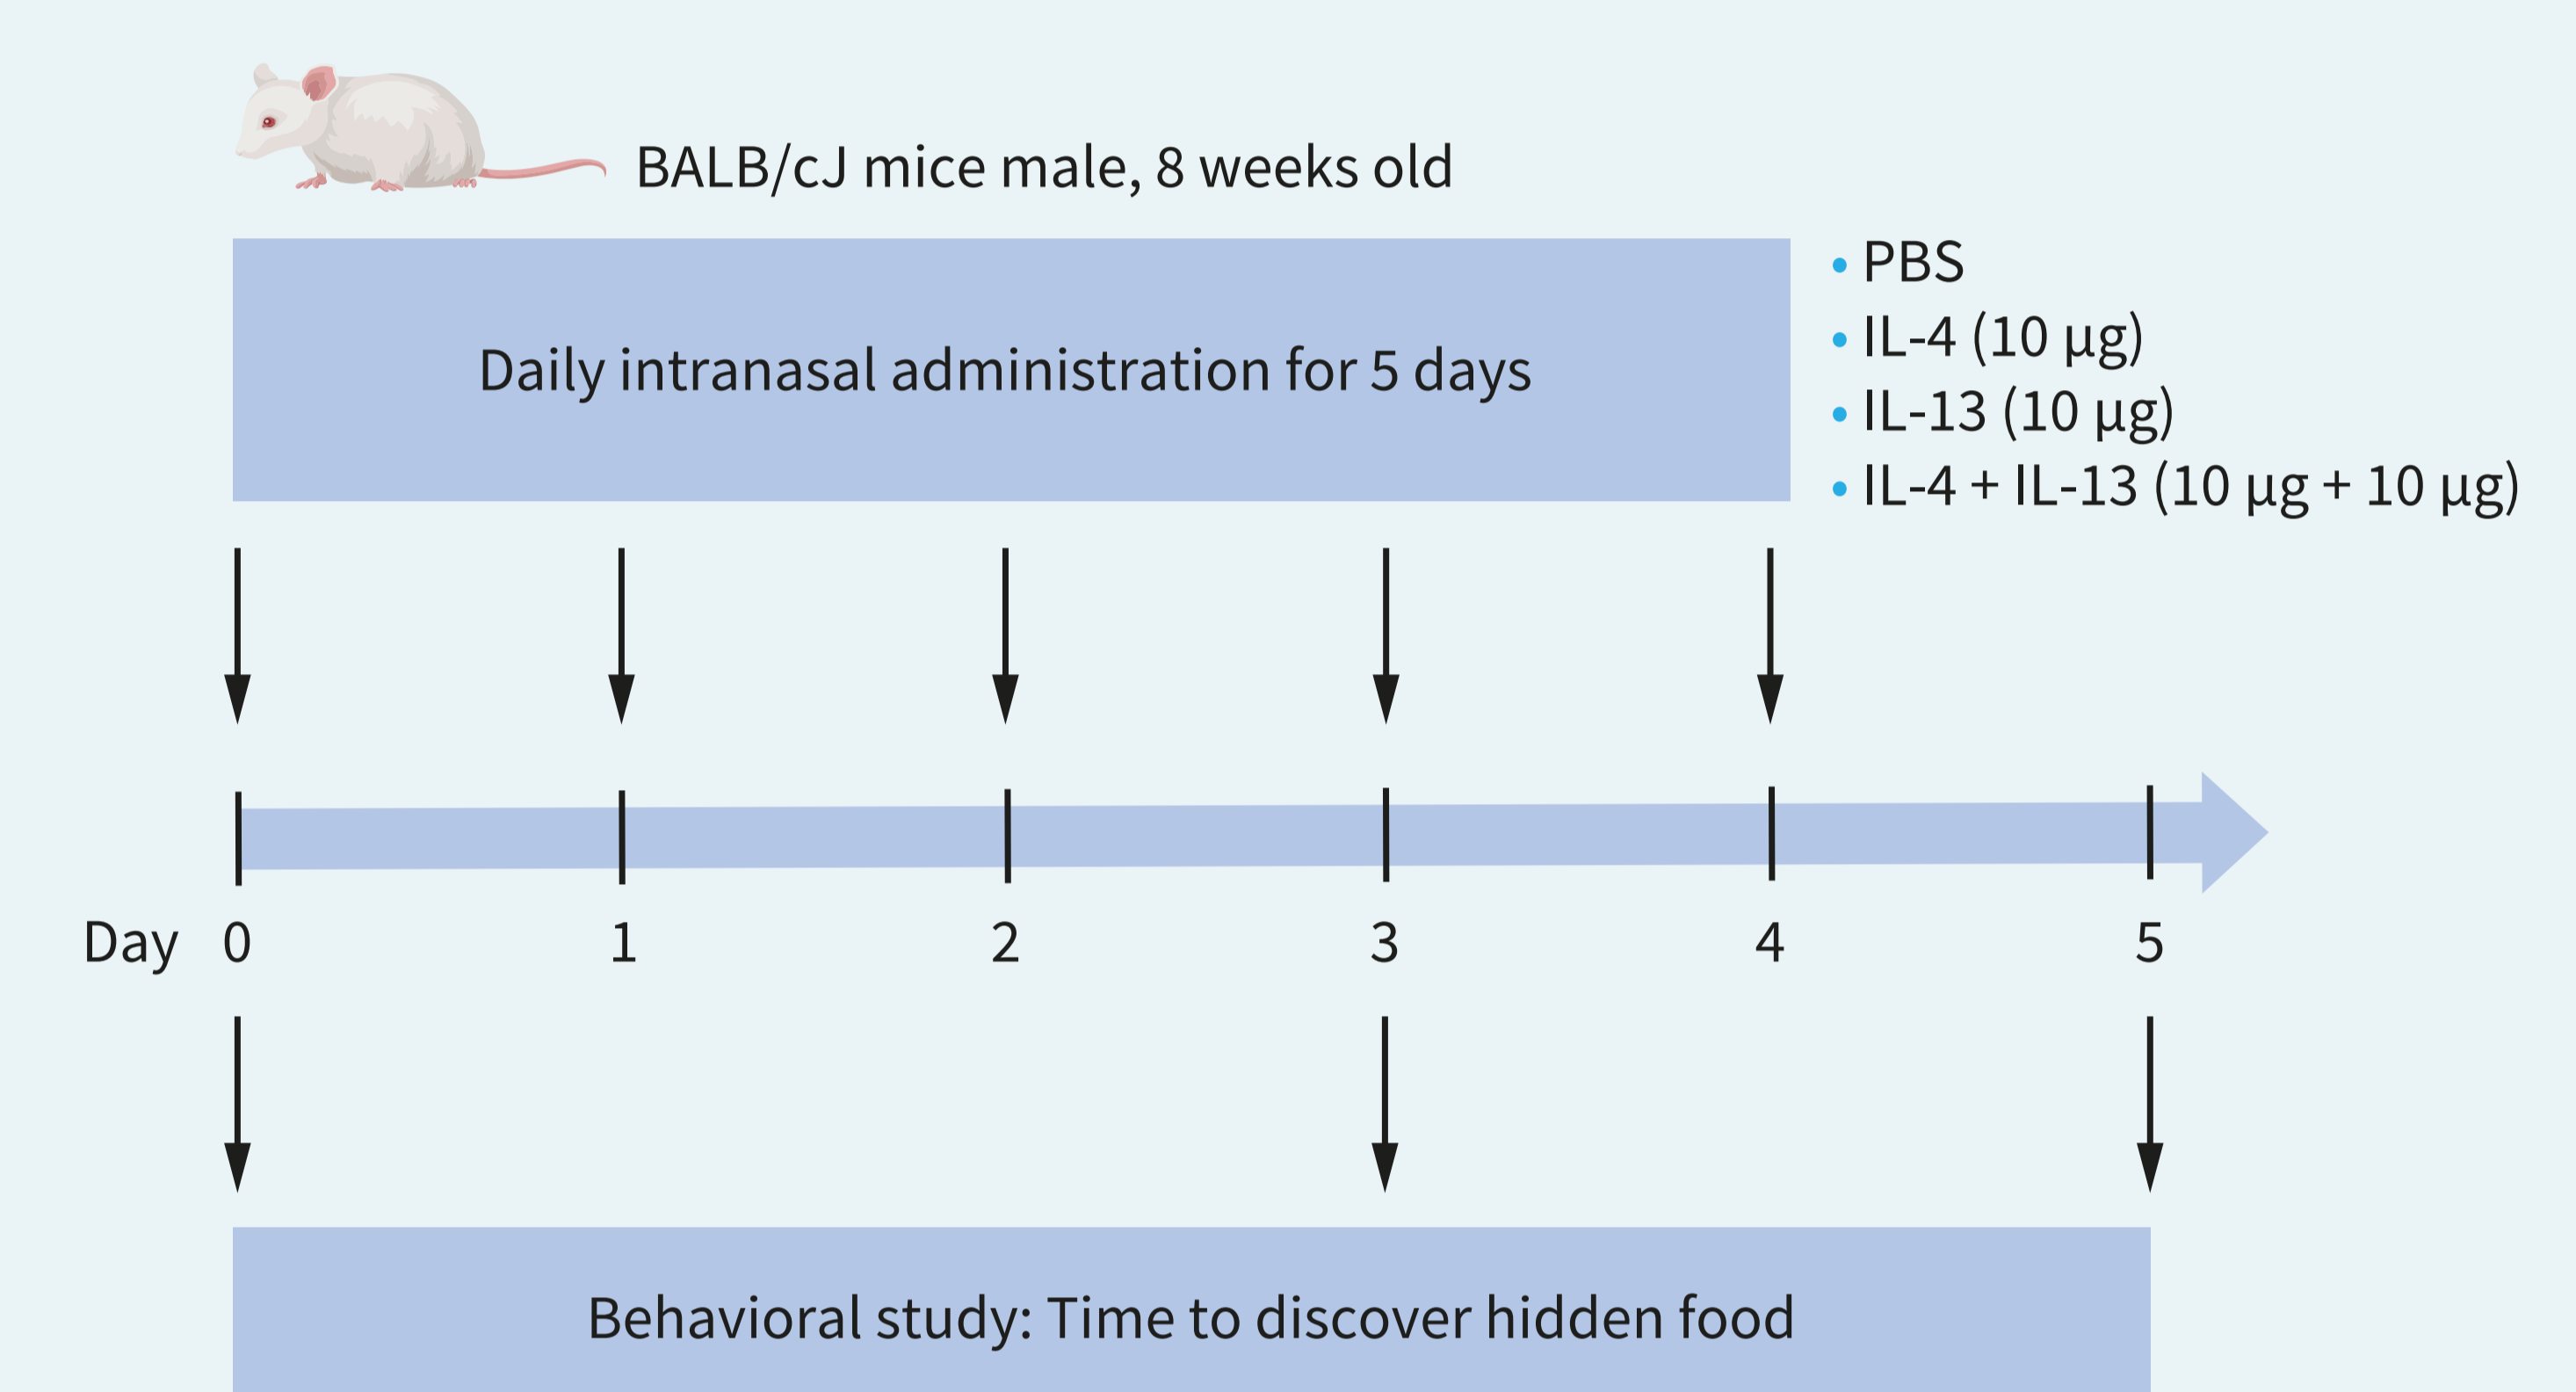 BALB/cJ mice male, 8 weeks old
Daily intranasal administration for 5 days
• PBS
• IL-4 (10 µg)
• IL-13 (10 µg)
• IL-4 + IL-13 (10 µg + 10 µg)
Day 0 1 2 3 4 5
Behavioral study: Time to discover hidden food